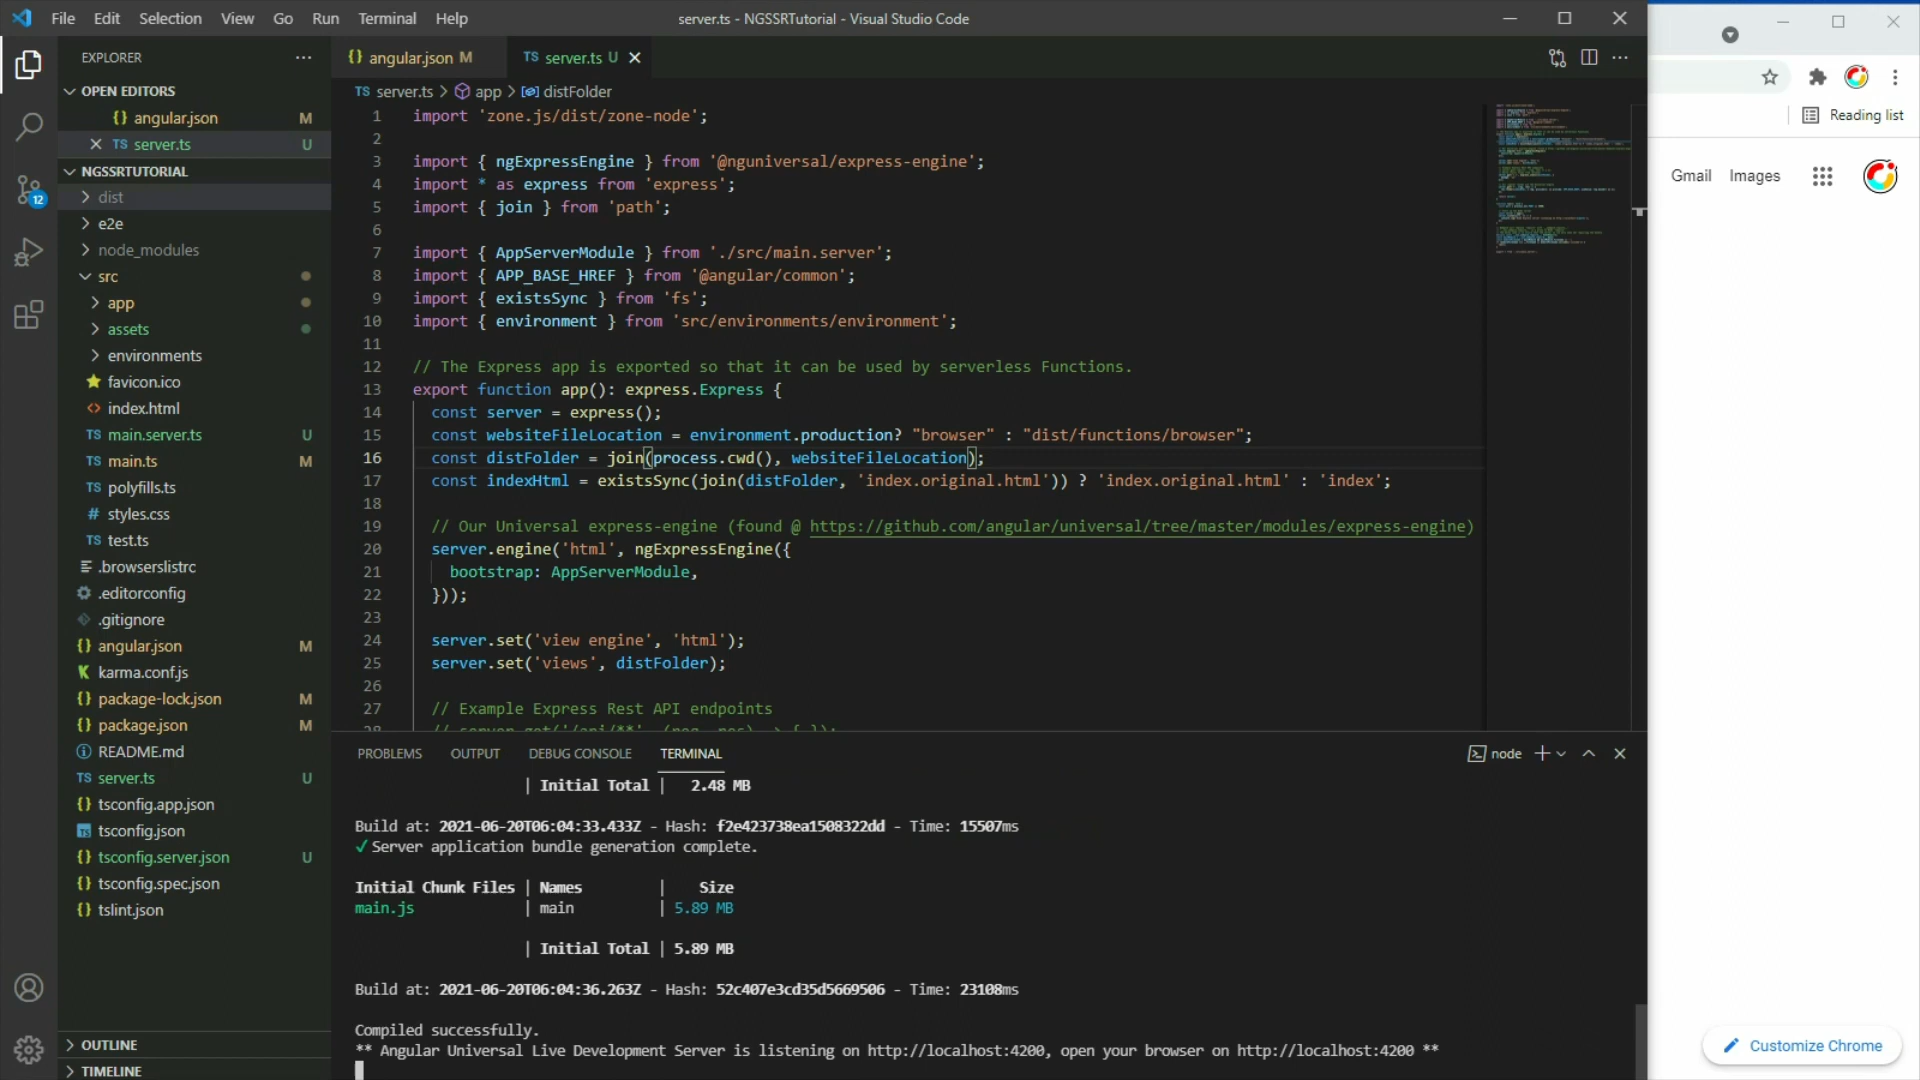 File Edit Selection View Go Run Terminal Help
server.ts - NGSSRTutorial - Visual Studio Code
EXPLORER
OPEN EDITORS
{} angular.json M
TS server.ts U
NGSSRTUTORIAL
dist
e2e
node_modules
src
app
assets
environments
favicon.ico
<> index.html
TS main.server.ts U
TS main.ts M
TS polyfills.ts
# styles.css
TS test.ts
.browserslistrc
.editorconfig
.gitignore
{} angular.json M
K karma.conf.js
{} package-lock.json M
{} package.json M
README.md
TS server.ts U
{} tsconfig.app.json
TS tsconfig.json
{} tsconfig.server.json U
{} tsconfig.spec.json
{} tslint.json
OUTLINE
TIMELINE
12
{} angular.json M
TS server.ts U
TS server.ts > app > distFolder
1 import 'zone.js/dist/zone-node';
2
3 import { ngExpressEngine } from '@nguniversal/express-engine';
4 import * as express from 'express';
5 import { join } from 'path';
6
7 import { AppServerModule } from './src/main.server';
8 import { APP_BASE_HREF } from '@angular/common';
9 import { existsSync } from 'fs';
10 import { environment } from 'src/environments/environment';
11
12 // The Express app is exported so that it can be used by serverless Functions.
13 export function app(): express.Express {
14 const server = express();
15 const websiteFileLocation = environment.production? "browser" : "dist/functions/browser";
16 const distFolder = join(process.cwd(), websiteFileLocation);
17 const indexHtml = existsSync(join(distFolder, 'index.original.html')) ? 'index.original.html' : 'index';
18
19 // Our Universal express-engine (found @ https://github.com/angular/universal/tree/master/modules/express-engine)
20 server.engine('html', ngExpressEngine({
21 bootstrap: AppServerModule,
22 }));
23
24 server.set('view engine', 'html');
25 server.set('views', distFolder);
26
27 // Example Express Rest API endpoints
28 // server.get('/api/**', (req, res) => { });
PROBLEMS OUTPUT DEBUG CONSOLE TERMINAL
node
| Initial Total | 2.48 MB
Build at: 2021-06-20T06:04:33.433Z - Hash: f2e423738ea1508322dd - Time: 15507ms
✓ Server application bundle generation complete.
Initial Chunk Files | Names | Size
main.js | main | 5.89 MB
| Initial Total | 5.89 MB
Build at: 2021-06-20T06:04:36.263Z - Hash: 52c407e3cd35d5669506 - Time: 23108ms
Compiled successfully.
** Angular Universal Live Development Server is listening on http://localhost:4200, open your browser on http://localhost:4200 **
Reading list
Gmail Images
Customize Chrome